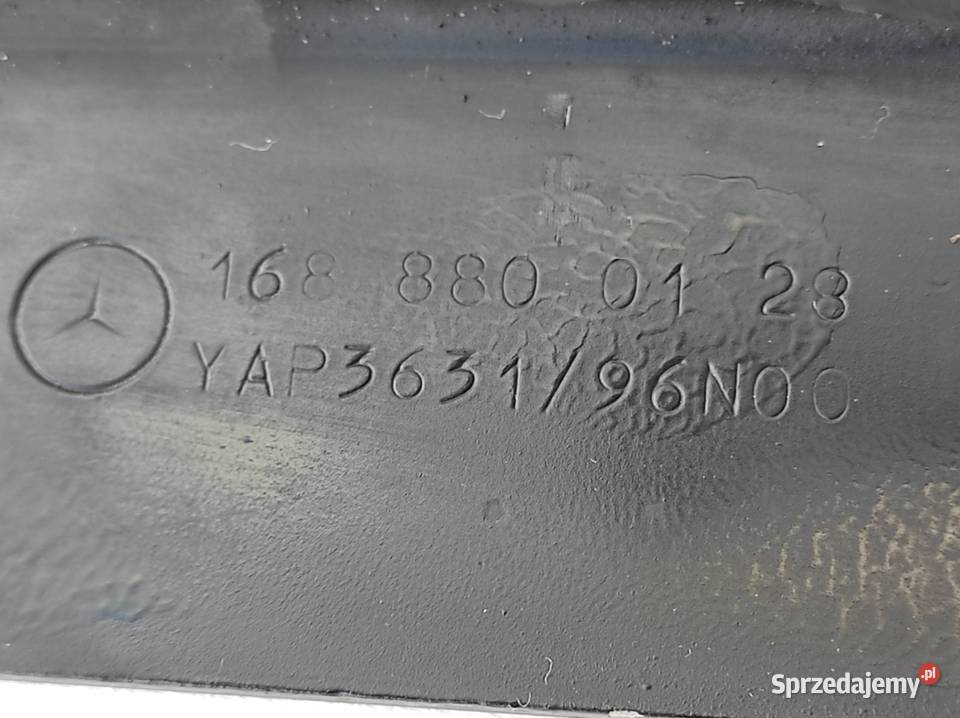 168 880 01 28
YAP3631/96N00
Sprzedajemy.pl